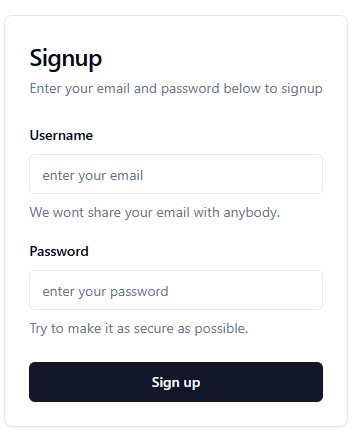 Signup
Enter your email and password below to signup
Username
enter your email
We wont share your email with anybody.
Password
enter your password
Try to make it as secure as possible.
Sign up